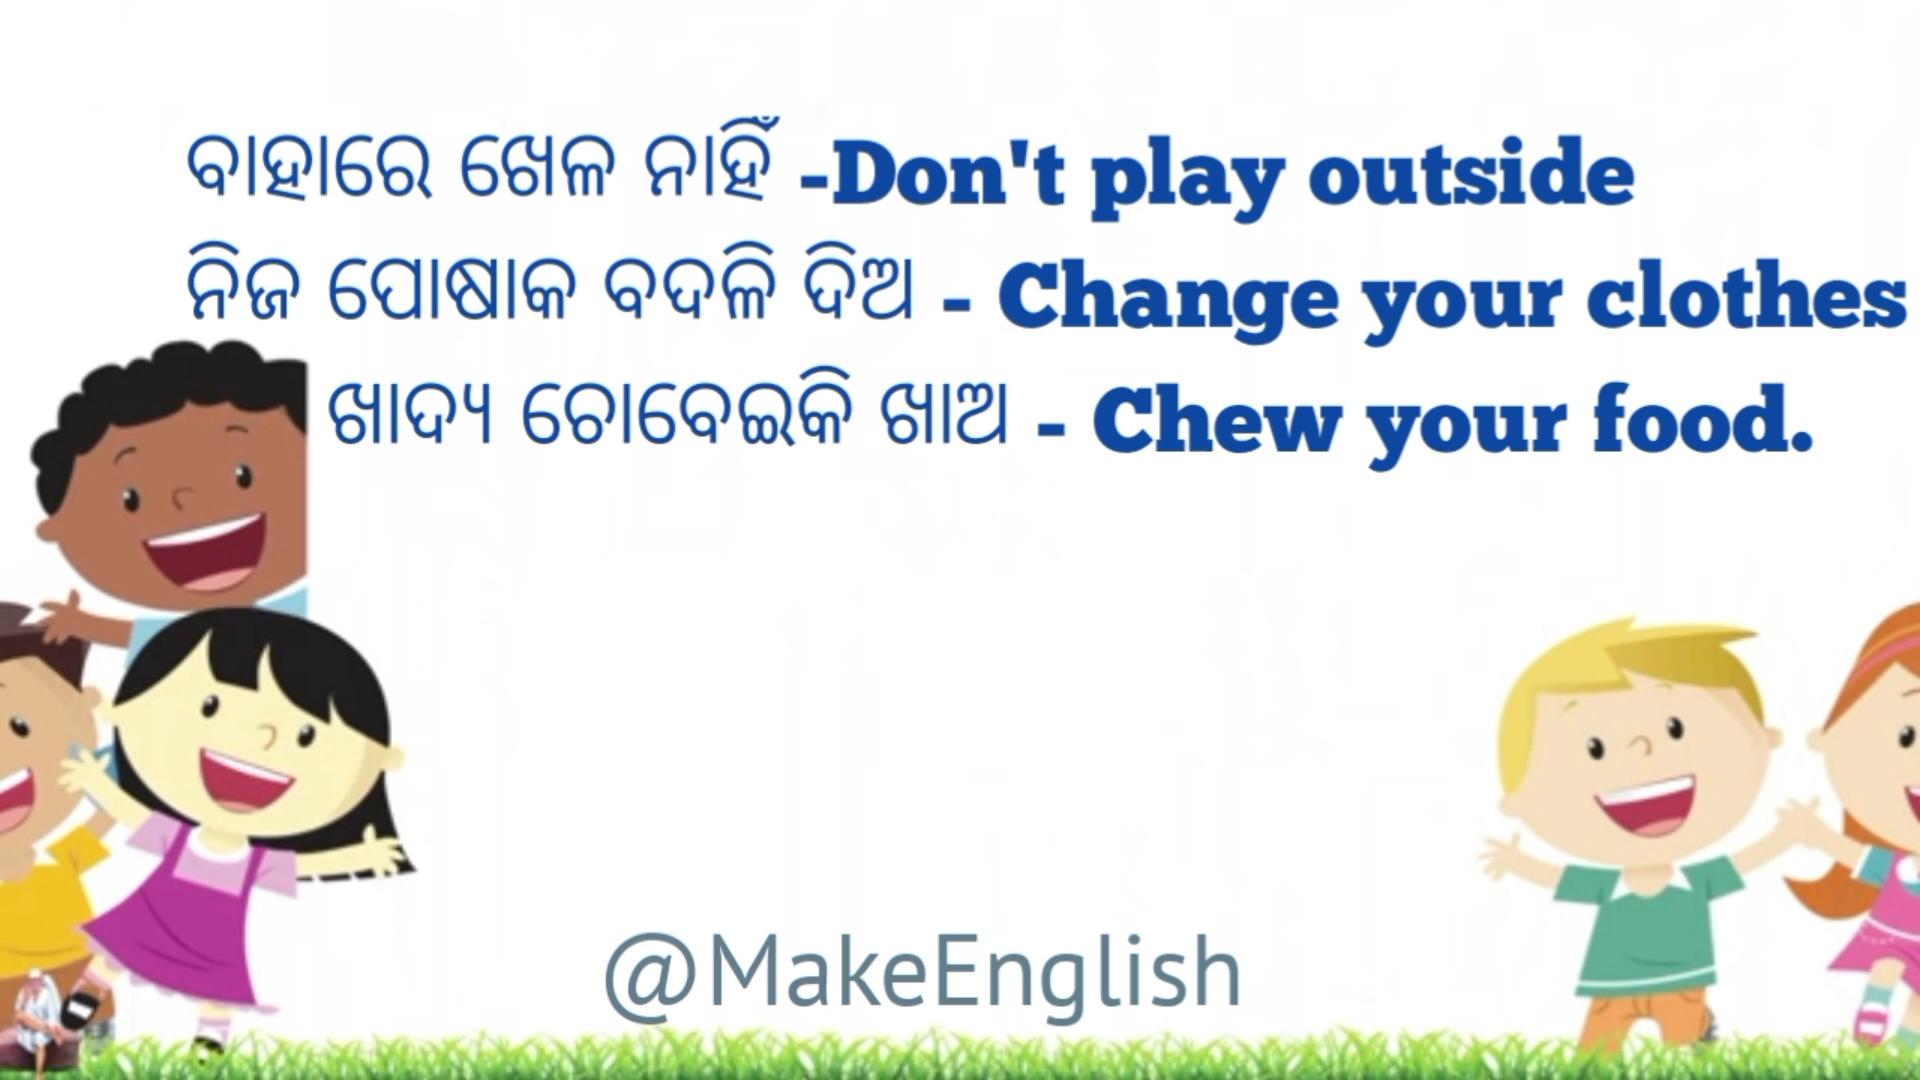 ବାହାରେ ଖେଳ ନାହିଁ -Don't play outside
ନିଜ ପୋଷାକ ବଦଳି ଦିଅ - Change your clothes
ଖାଦ୍ୟ ଚୋବେଇକି ଖାଅ - Chew your food.
@MakeEnglish